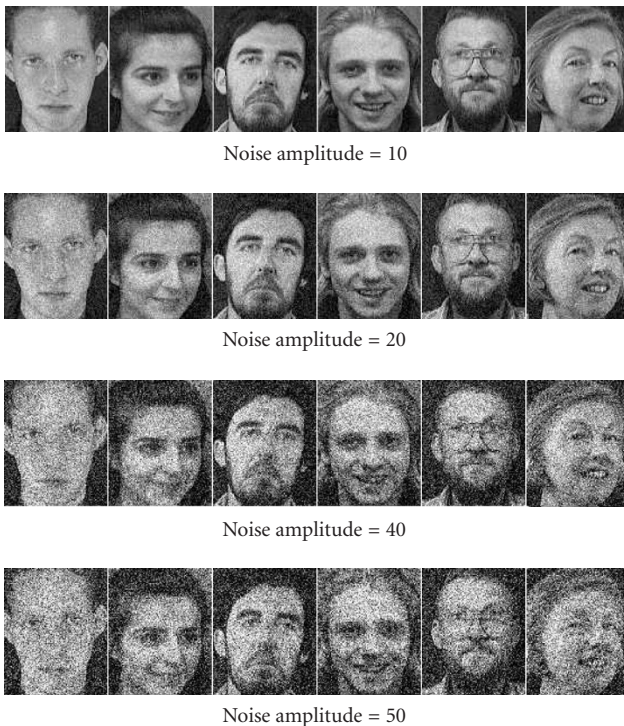 Noise amplitude = 10
Noise amplitude = 20
Noise amplitude = 40
Noise amplitude = 50